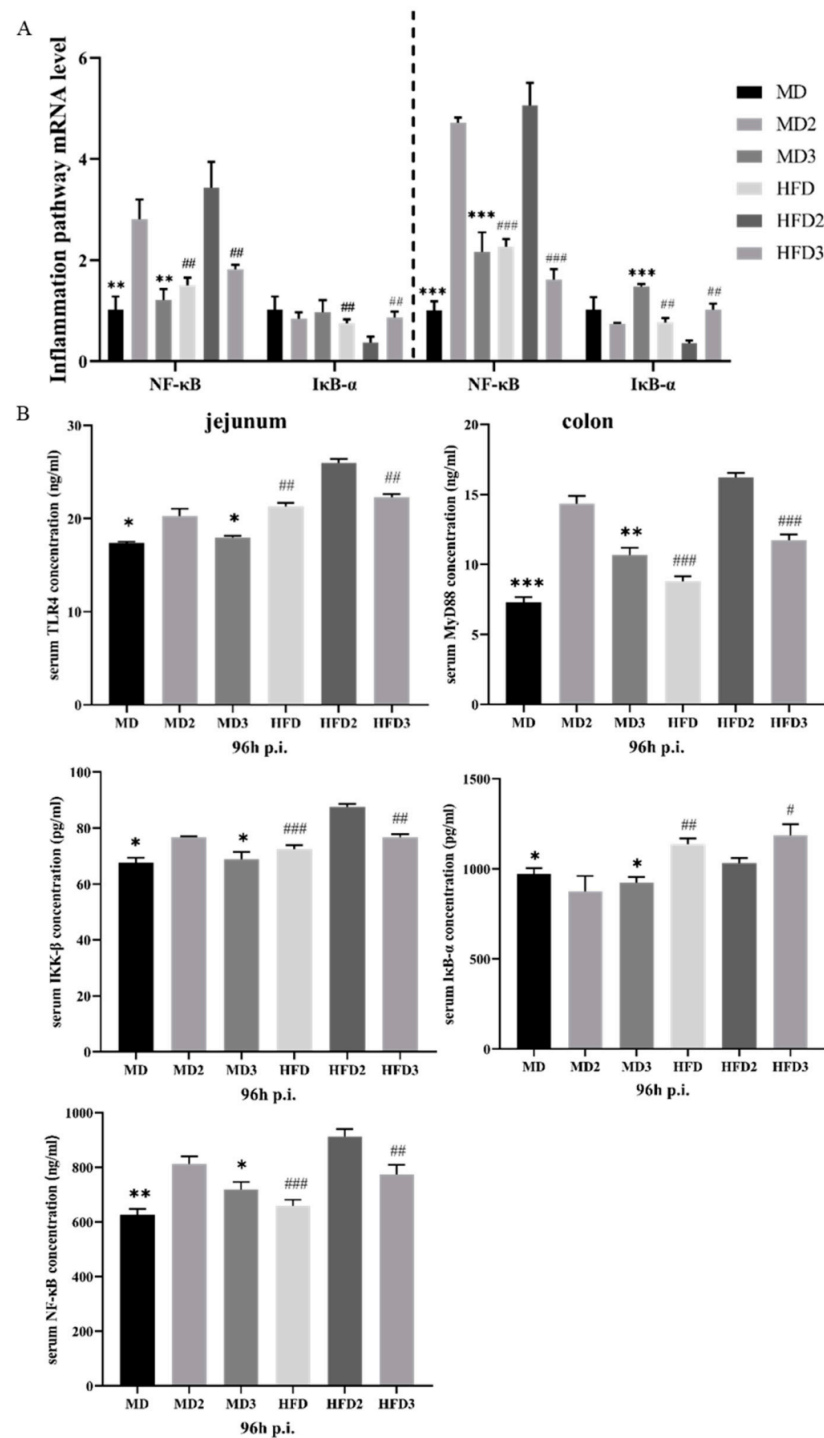 A
Inflammation pathway mRNA level
6
4
2
0
** ** ## ## ## ##
*** *** ### ### *** ## ##
NF-κB IκB-α NF-κB IκB-α
MD
MD2
MD3
HFD
HFD2
HFD3
B
jejunum colon
serum TLR4 concentration (ng/ml)
30
20
10
0
* * ## ##
MD MD2 MD3 HFD HFD2 HFD3
96h p.i.
serum MyD88 concentration (ng/ml)
20
15
10
5
0
*** ** ### ###
MD MD2 MD3 HFD HFD2 HFD3
96h p.i.
serum IKK-β concentration (pg/ml)
100
80
60
40
20
0
* * ### ##
MD MD2 MD3 HFD HFD2 HFD3
96h p.i.
serum IκB-α concentration (pg/ml)
1500
1000
500
0
* * ## #
MD MD2 MD3 HFD HFD2 HFD3
96h p.i.
serum NF-κB concentration (ng/ml)
1000
800
600
400
200
0
** * ### ##
MD MD2 MD3 HFD HFD2 HFD3
96h p.i.